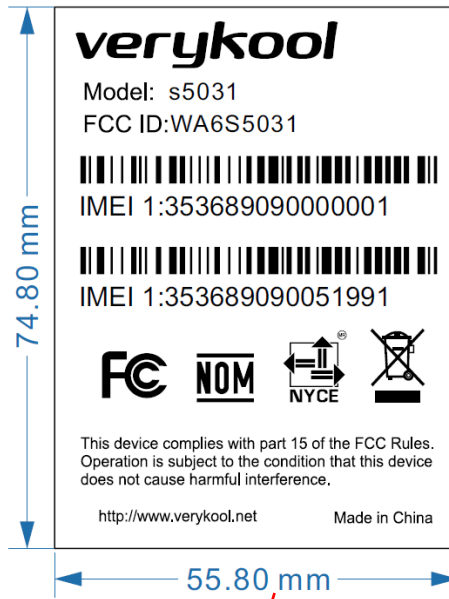 verykool
Model: s5031
FCC ID:WA6S5031
IMEI 1:353689090000001
IMEI 1:353689090051991
FC NOM NYCE
This device complies with part 15 of the FCC Rules.
Operation is subject to the condition that this device
does not cause harmful interference.
http://www.verykool.net Made in China
74.80 mm
55.80 mm